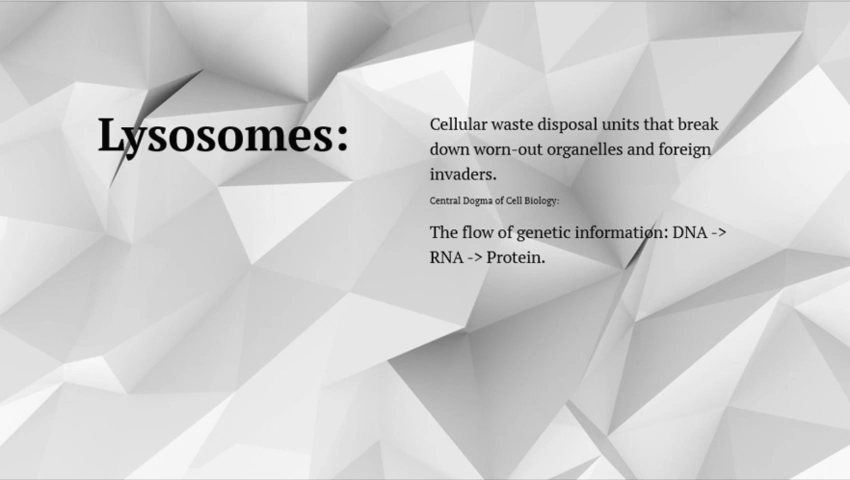 Lysosomes:
Cellular waste disposal units that break
down worn-out organelles and foreign
invaders.
Central Dogma of Cell Biology:
The flow of genetic information: DNA ->
RNA -> Protein.